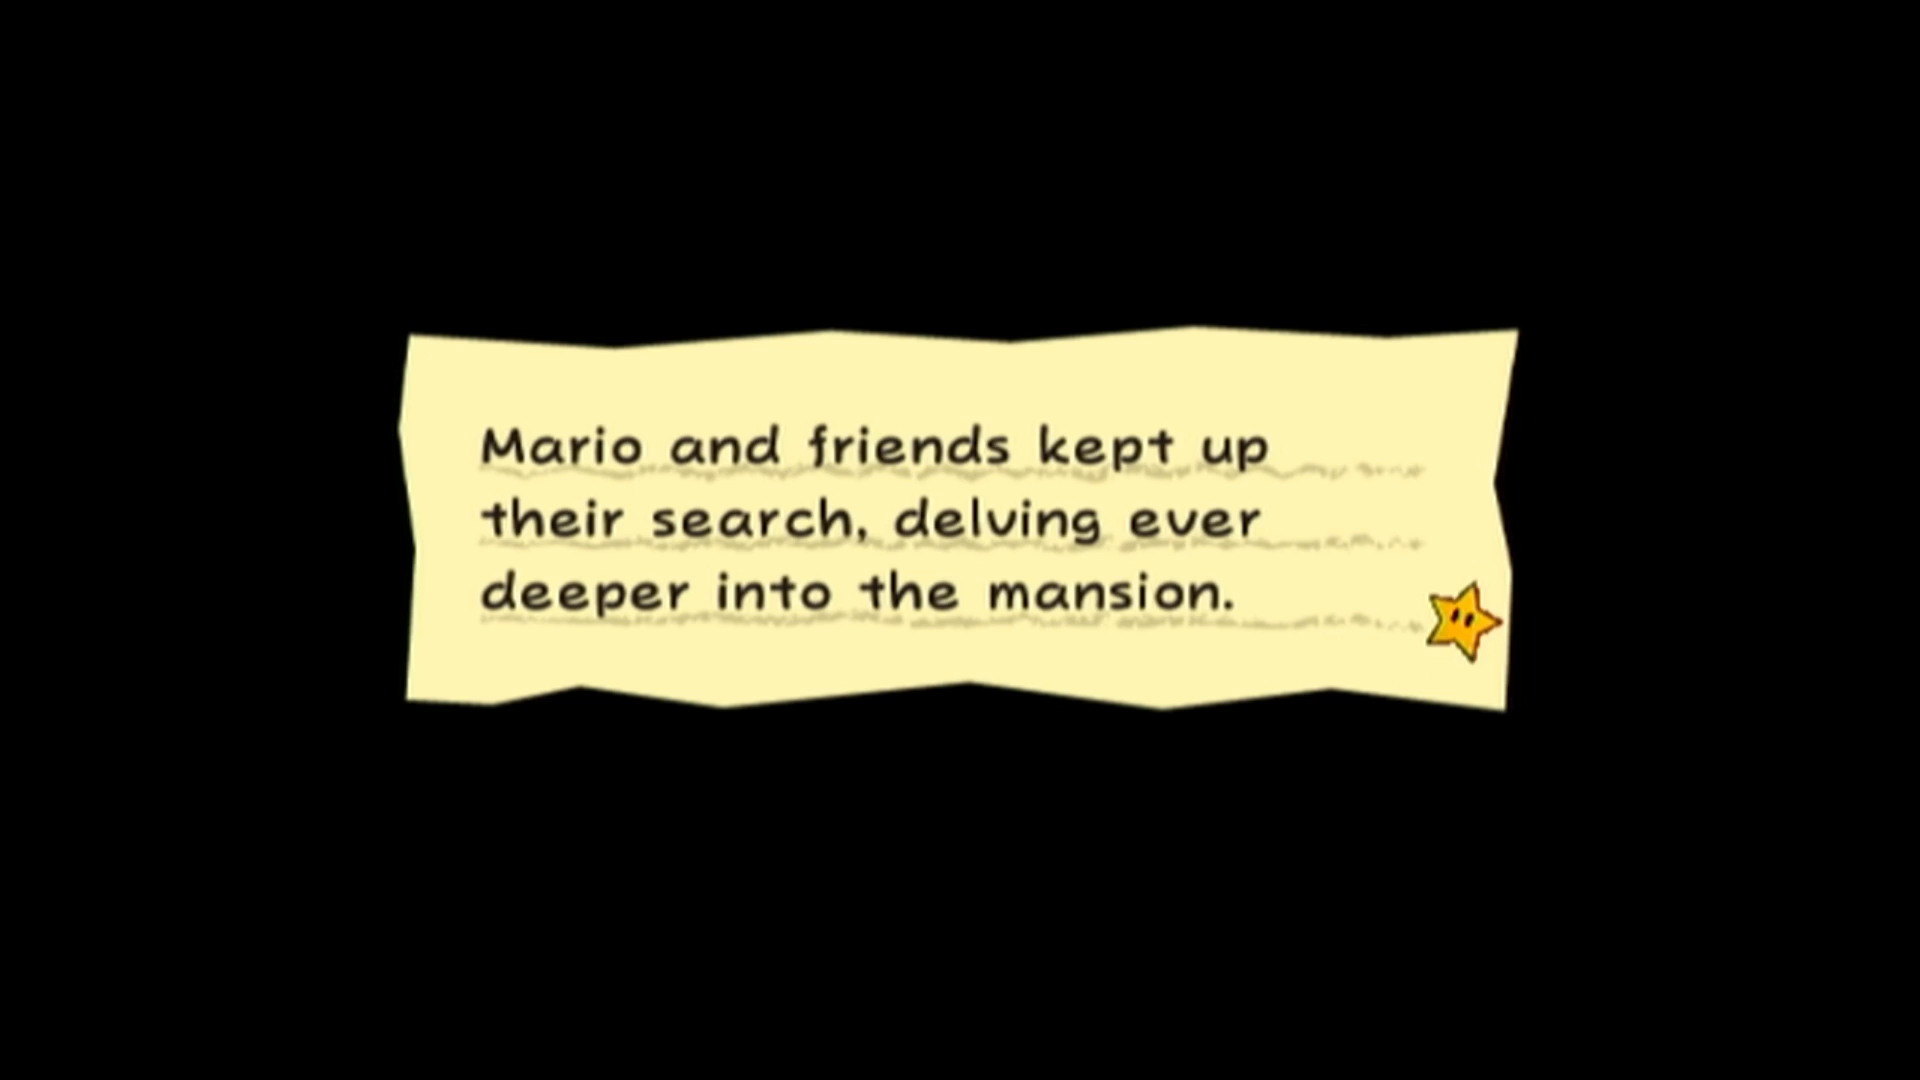 Mario and friends kept up
their search, delving ever
deeper into the mansion.